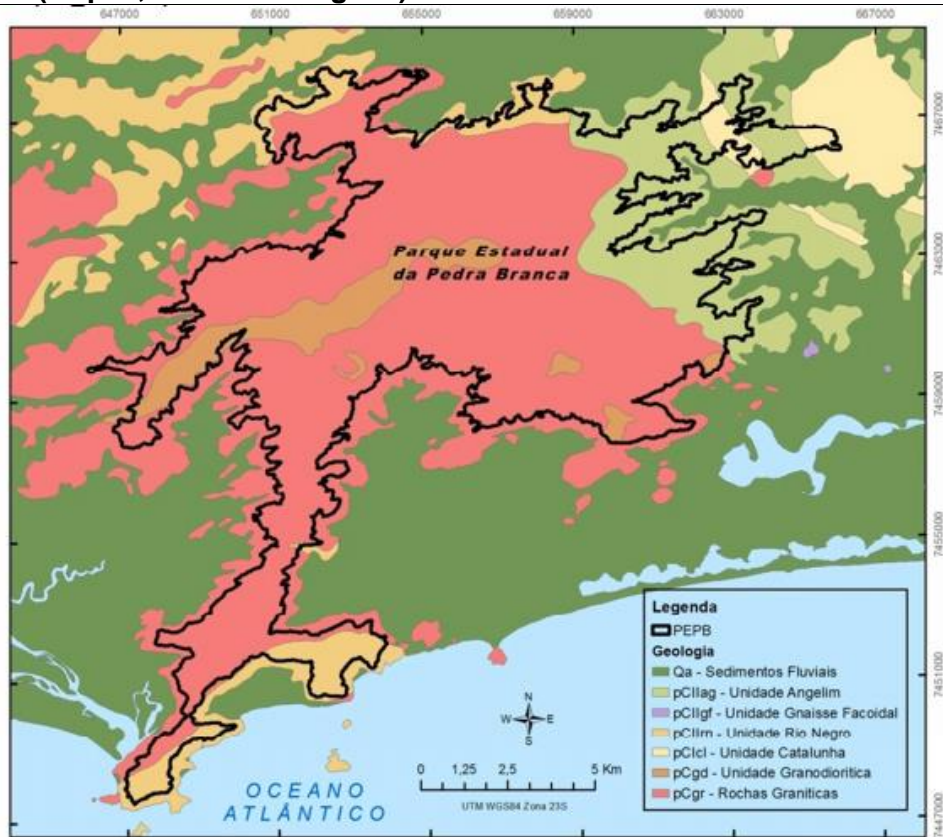 647000 651000 655000 659000 663000 667000
7467000
7463000
7459000
7455000
7451000
7447000
Parque Estadual
da Pedra Branca
Legenda
PEPB
Geologia
Qa - Sedimentos Fluviais
pCIIag - Unidade Angelim
pCIIgf - Unidade Gnaisse Facoidal
pCIIrn - Unidade Rio Negro
pCIcl - Unidade Catalunha
pCgd - Unidade Granodioritica
pCgr - Rochas Graniticas
N
W E
S
0 1,25 2,5 5 Km
UTM WGS84 Zona 23S
OCEANO
ATLÂNTICO